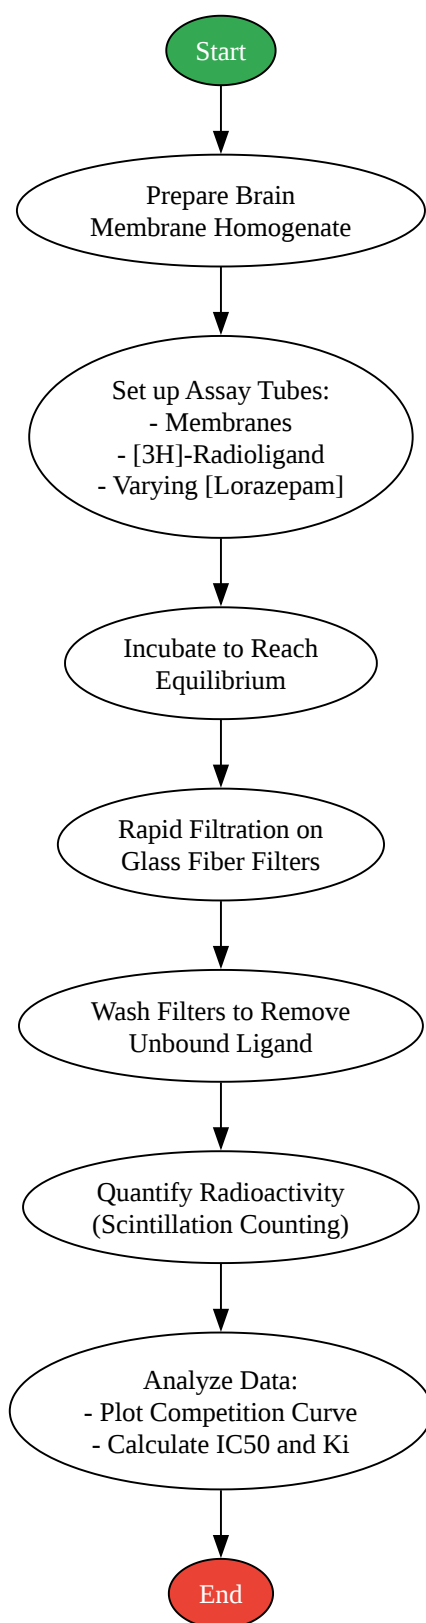 Start
Prepare Brain
Membrane Homogenate
Set up Assay Tubes:
- Membranes
- [3H]-Radioligand
- Varying [Lorazepam]
Incubate to Reach
Equilibrium
Rapid Filtration on
Glass Fiber Filters
Wash Filters to Remove
Unbound Ligand
Quantify Radioactivity
(Scintillation Counting)
Analyze Data:
- Plot Competition Curve
- Calculate IC50 and Ki
End